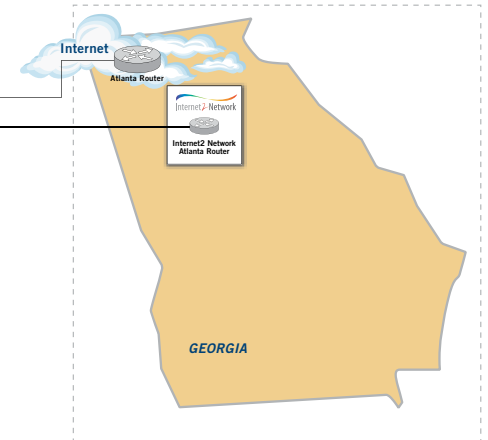 Internet
Atlanta Router
Internet2 Network
Internet2 Network
Atlanta Router
GEORGIA